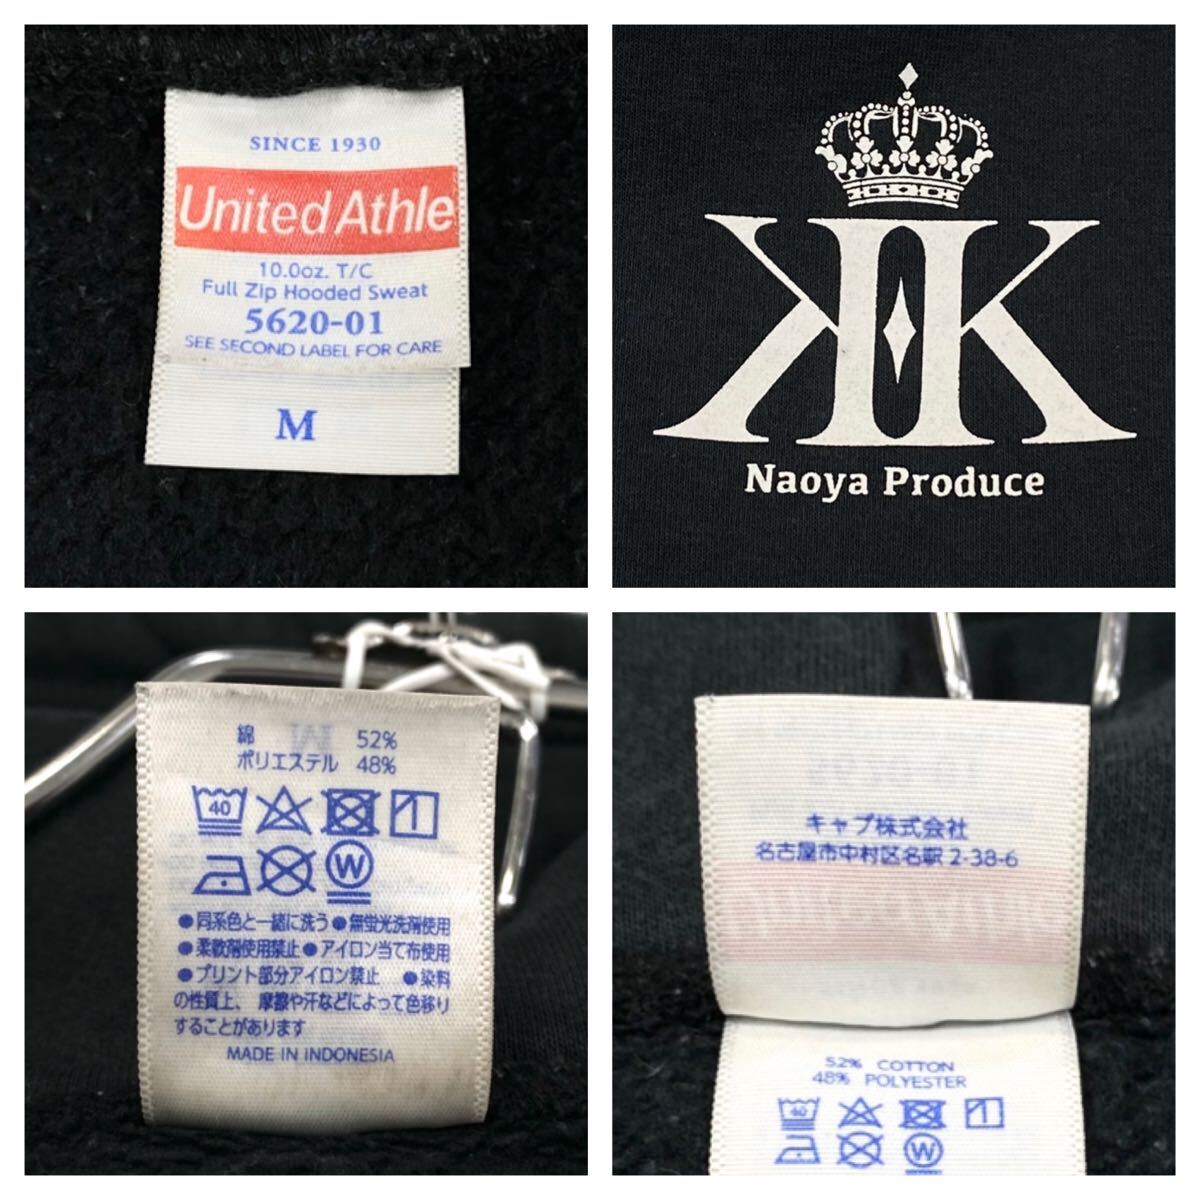 SINCE 1930
United Athle
10.0oz. T/C
Full Zip Hooded Sweat
5620-01
SEE SECOND LABEL FOR CARE
M
KK
Naoya Produce
綿 52%
ポリエステル 48%
40
1
W
●同系色と一緒に洗う ●無蛍光洗剤使用
●柔軟剤使用禁止 ●アイロン当て布使用
●プリント部分アイロン禁止 ●染料
の性質上、摩擦や汗などによって色移り
することがあります
MADE IN INDONESIA
キャブ株式会社
名古屋市中村区名駅 2-38-6
52% COTTON
48% POLYESTER
40
1
W